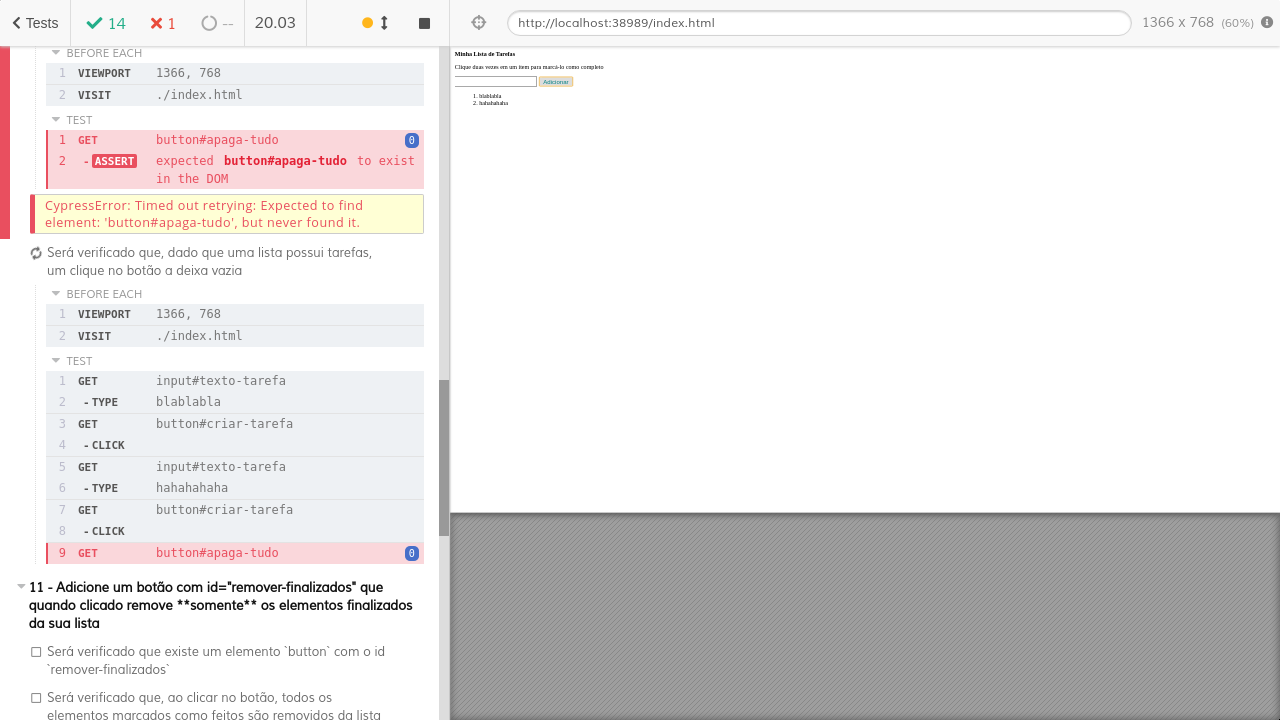 Tests 14 1 -- 20.03
http://localhost:38989/index.html 1366 x 768 (60%)
BEFORE EACH
1 VIEWPORT 1366, 768
2 VISIT ./index.html
TEST
1 GET button#apaga-tudo 0
2 -ASSERT expected button#apaga-tudo to exist
in the DOM
CypressError: Timed out retrying: Expected to find
element: 'button#apaga-tudo', but never found it.
Será verificado que, dado que uma lista possui tarefas,
um clique no botão a deixa vazia
BEFORE EACH
1 VIEWPORT 1366, 768
2 VISIT ./index.html
TEST
1 GET input#texto-tarefa
2 -TYPE blablabla
3 GET button#criar-tarefa
4 -CLICK
5 GET input#texto-tarefa
6 -TYPE hahahahaha
7 GET button#criar-tarefa
8 -CLICK
9 GET button#apaga-tudo 0
11 - Adicione um botão com id="remover-finalizados" que
quando clicado remove **somente** os elementos finalizados
da sua lista
Será verificado que existe um elemento `button` com o id
`remover-finalizados`
Será verificado que, ao clicar no botão, todos os
elementos marcados como feitos são removidos da lista
Minha Lista de Tarefas
Clique duas vezes em um item para marcá-lo como completo
Adicionar
1. blablabla
2. hahahahaha